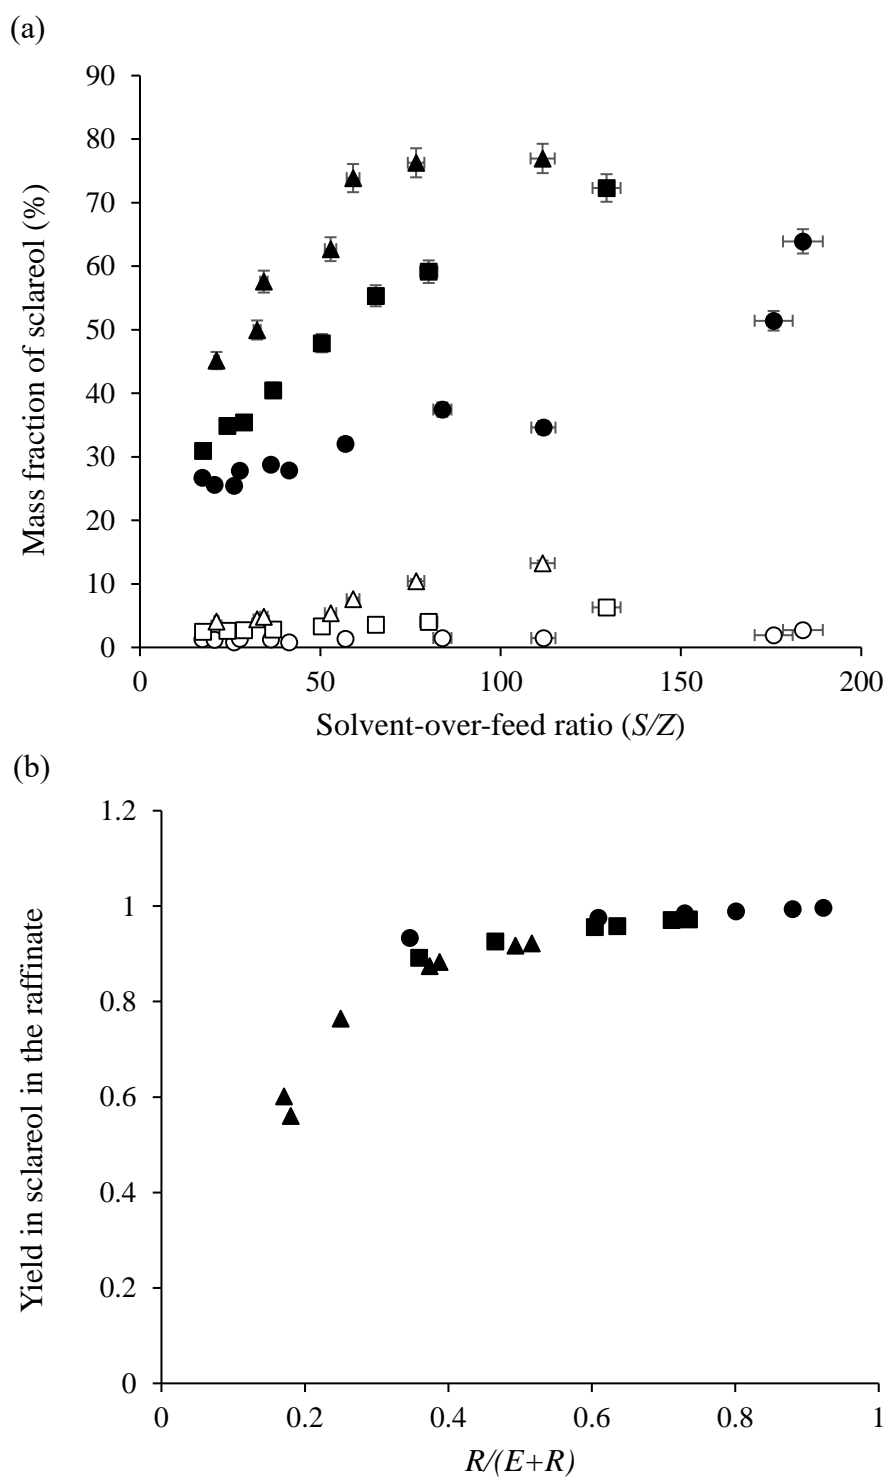 (a)
90
80
70
60
50
40
30
20
10
0
Mass fraction of sclareol (%)
0 50 100 150 200
Solvent-over-feed ratio (S/Z)
(b)
1.2
1
0.8
0.6
0.4
0.2
0
Yield in sclareol in the raffinate
0 0.2 0.4 0.6 0.8 1
R/(E+R)